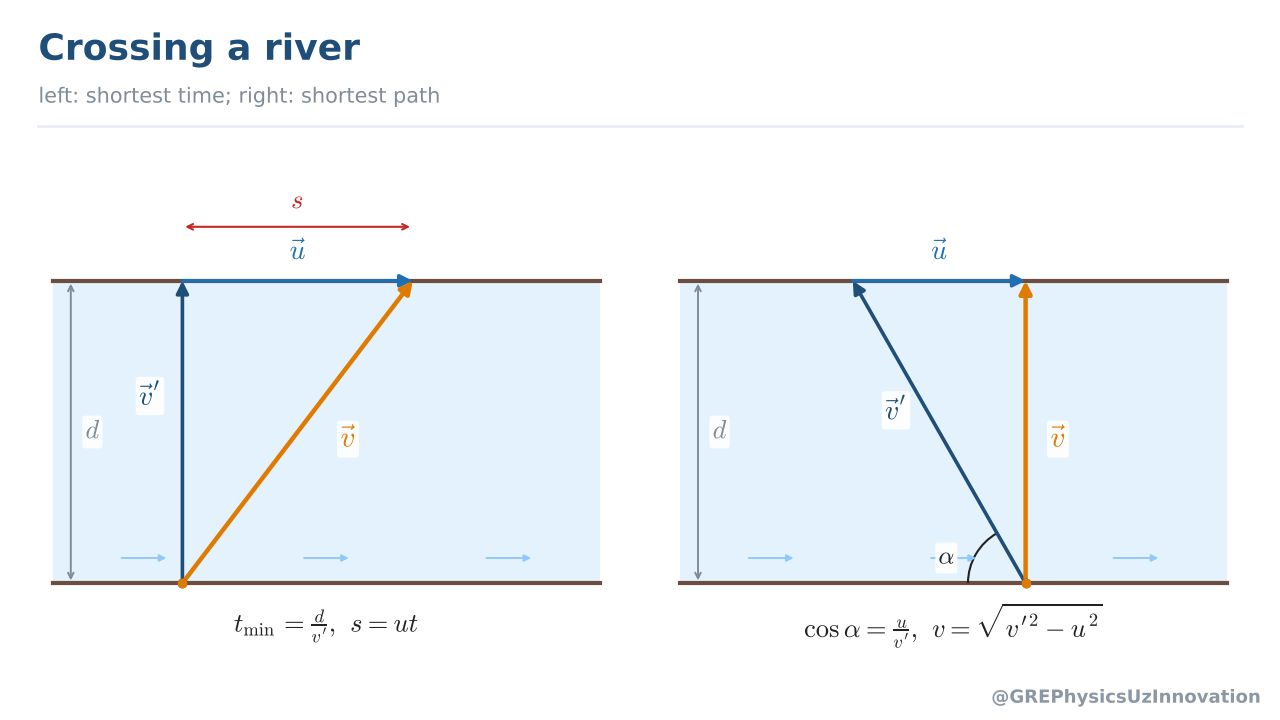 Crossing a river
left: shortest time; right: shortest path
s
u⃗
u⃗
v⃗′
d
v⃗
v⃗′
d
v⃗
α
t_min = d/v′, s = ut
cos α = u/v′, v = √(v′² − u²)
@GREPhysicsUzInnovation